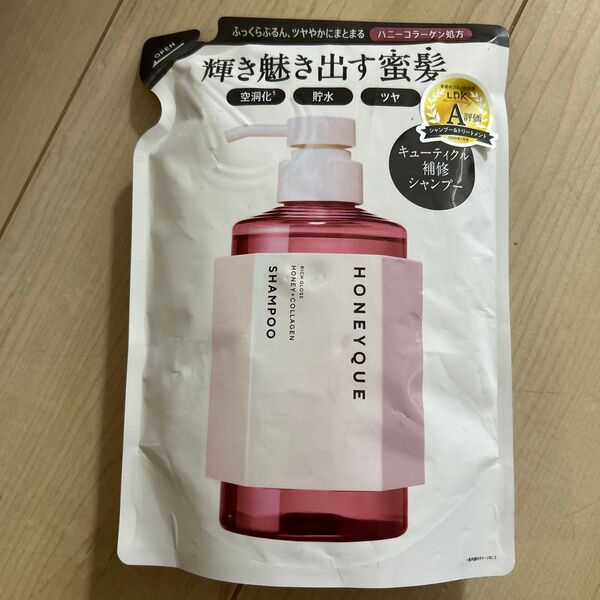 OPEN
ふっくらぷるん、ツヤやかにまとまる ハニーコラーゲン処方
輝き魅き出す蜜髪
空洞化*¹ 貯水 ツヤ
LDK
A評価
シャンプー&トリートメント
キューティクル
補修
シャンプー
HONEYQUE
RICH GLOSS
HONEY+COLLAGEN
SHAMPOO